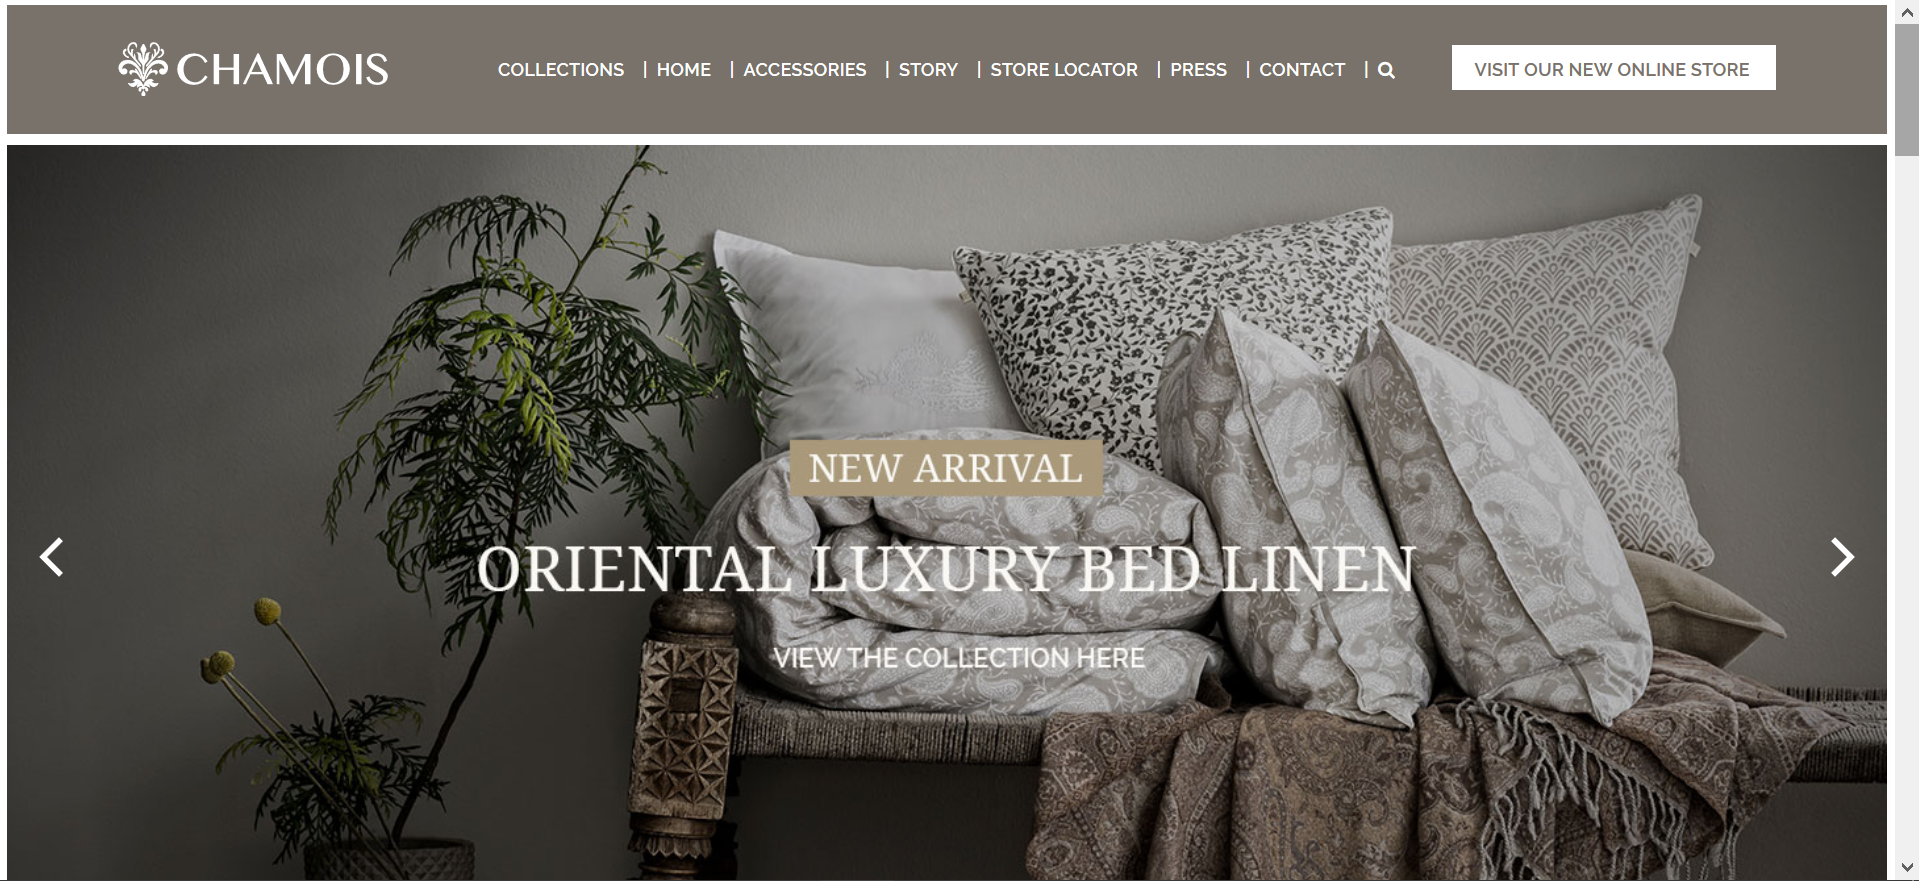 CHAMOIS
COLLECTIONS | HOME | ACCESSORIES | STORY | STORE LOCATOR | PRESS | CONTACT |
VISIT OUR NEW ONLINE STORE
NEW ARRIVAL
ORIENTAL LUXURY BED LINEN
VIEW THE COLLECTION HERE